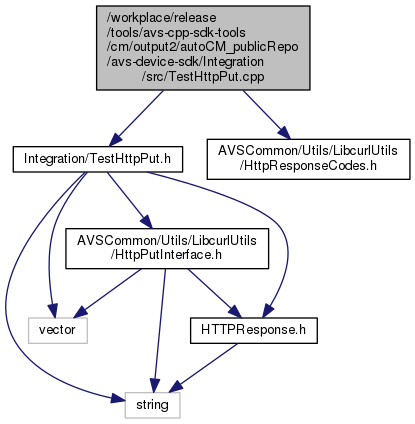 /workplace/release
/tools/avs-cpp-sdk-tools
/cm/output2/autoCM_publicRepo
/avs-device-sdk/Integration
/src/TestHttpPut.cpp
Integration/TestHttpPut.h
AVSCommon/Utils/LibcurlUtils
/HttpResponseCodes.h
AVSCommon/Utils/LibcurlUtils
/HttpPutInterface.h
vector
HTTPResponse.h
string